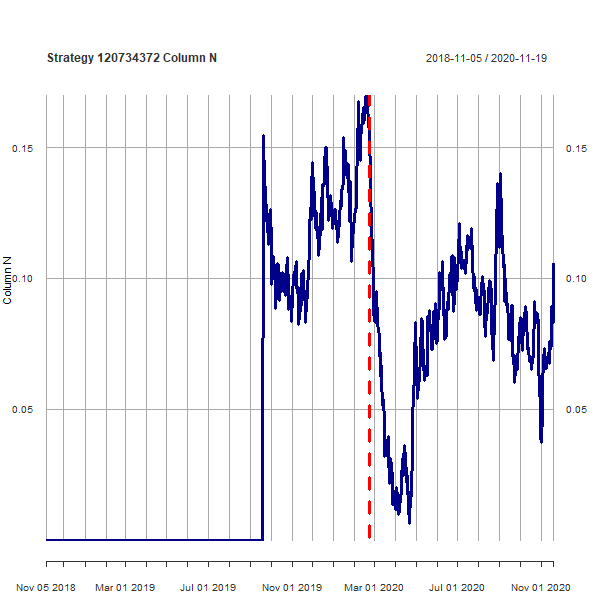 Strategy 120734372 Column N
2018-11-05 / 2020-11-19
0.15
0.15
0.10
0.10
Column N
0.05
0.05
Nov 05 2018
Mar 01 2019
Jul 01 2019
Nov 01 2019
Mar 01 2020
Jul 01 2020
Nov 01 2020